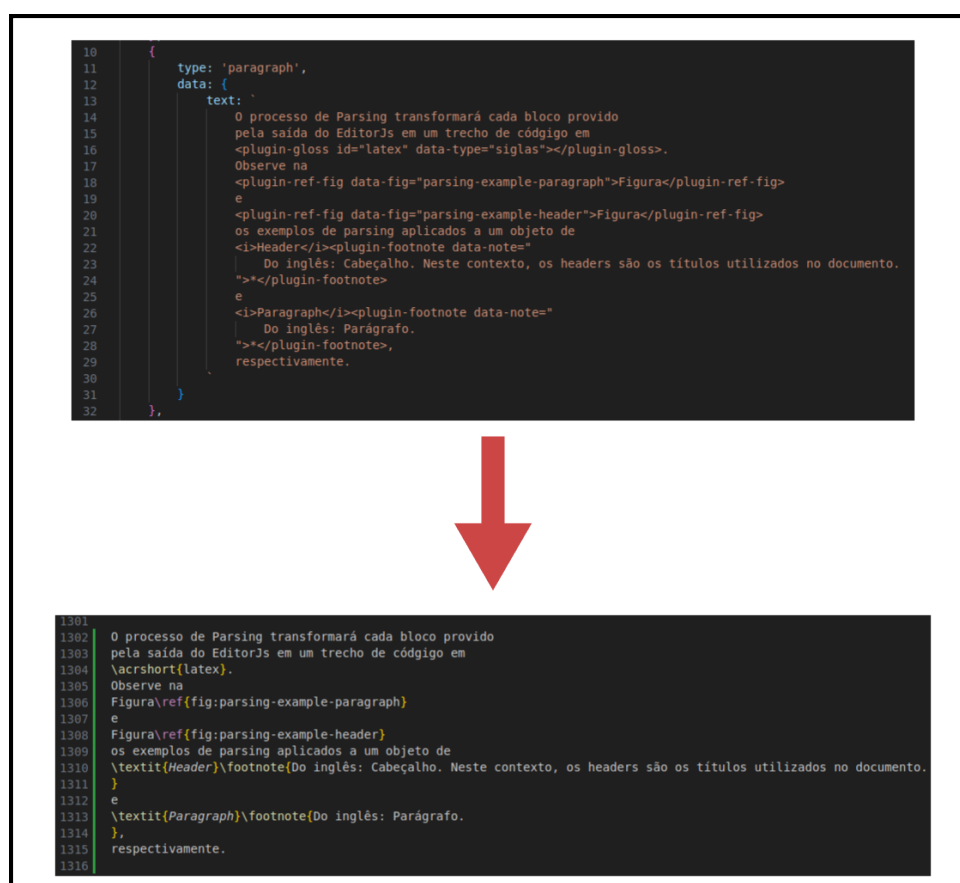 10 {
11 type: 'paragraph',
12 data: {
13 text: `
14 O processo de Parsing transformará cada bloco provido
15 pela saída do EditorJs em um trecho de códgigo em
16 <plugin-gloss id="latex" data-type="siglas"></plugin-gloss>.
17 Observe na
18 <plugin-ref-fig data-fig="parsing-example-paragraph">Figura</plugin-ref-fig>
19 e
20 <plugin-ref-fig data-fig="parsing-example-header">Figura</plugin-ref-fig>
21 os exemplos de parsing aplicados a um objeto de
22 <i>Header</i><plugin-footnote data-note="
23 Do inglês: Cabeçalho. Neste contexto, os headers são os títulos utilizados no documento.
24 ">*</plugin-footnote>
25 e
26 <i>Paragraph</i><plugin-footnote data-note="
27 Do inglês: Parágrafo.
28 ">*</plugin-footnote>,
29 respectivamente.
30 `
31 }
32 },
1301
1302 O processo de Parsing transformará cada bloco provido
1303 pela saída do EditorJs em um trecho de códgigo em
1304 \acrshort{latex}.
1305 Observe na
1306 Figura\ref{fig:parsing-example-paragraph}
1307 e
1308 Figura\ref{fig:parsing-example-header}
1309 os exemplos de parsing aplicados a um objeto de
1310 \textit{Header}\footnote{Do inglês: Cabeçalho. Neste contexto, os headers são os títulos utilizados no documento.
1311 }
1312 e
1313 \textit{Paragraph}\footnote{Do inglês: Parágrafo.
1314 },
1315 respectivamente.
1316